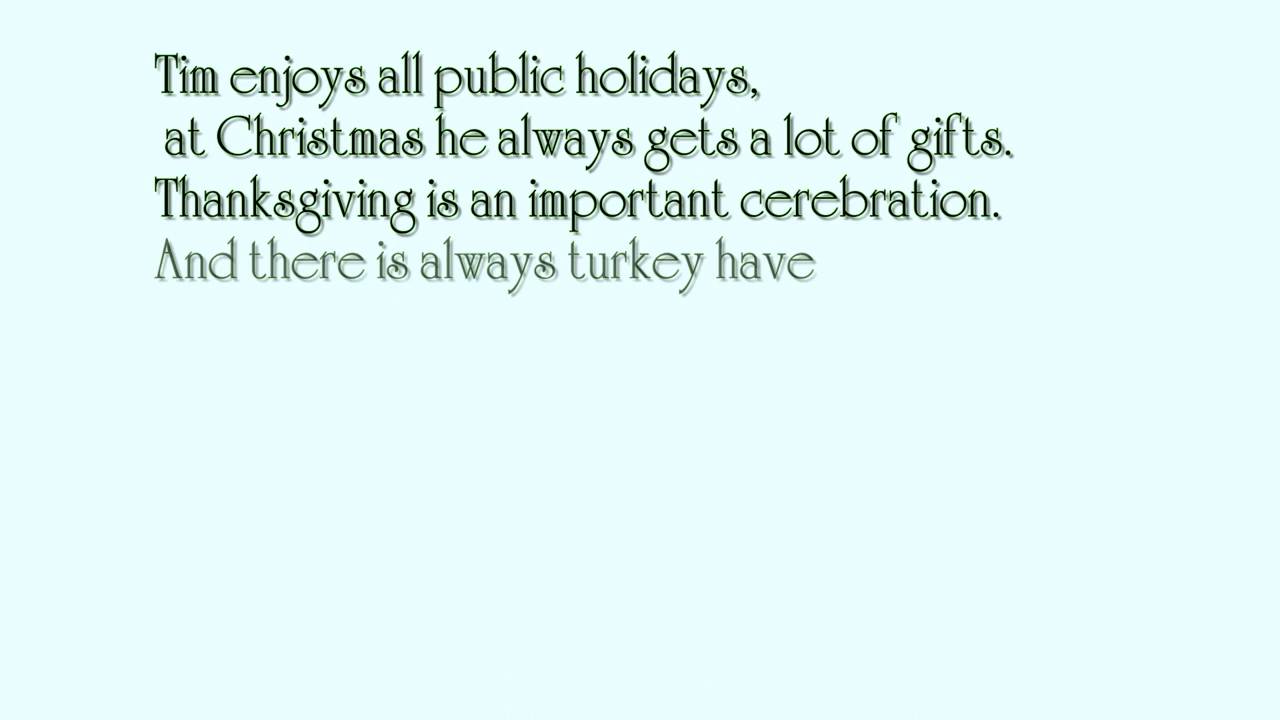 Tim enjoys all public holidays,
at Christmas he always gets a lot of gifts.
Thanksgiving is an important cerebration.
And there is always turkey have